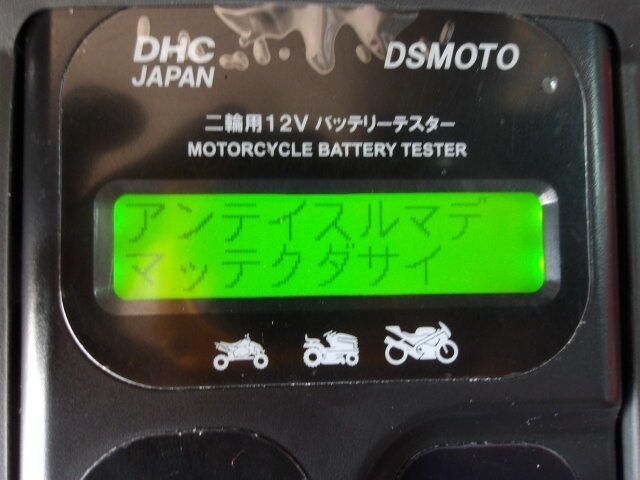 DHC
JAPAN
DSMOTO
二輪用12V バッテリーテスター
MOTORCYCLE BATTERY TESTER
アンテイスルマデ
マッテクダサイ